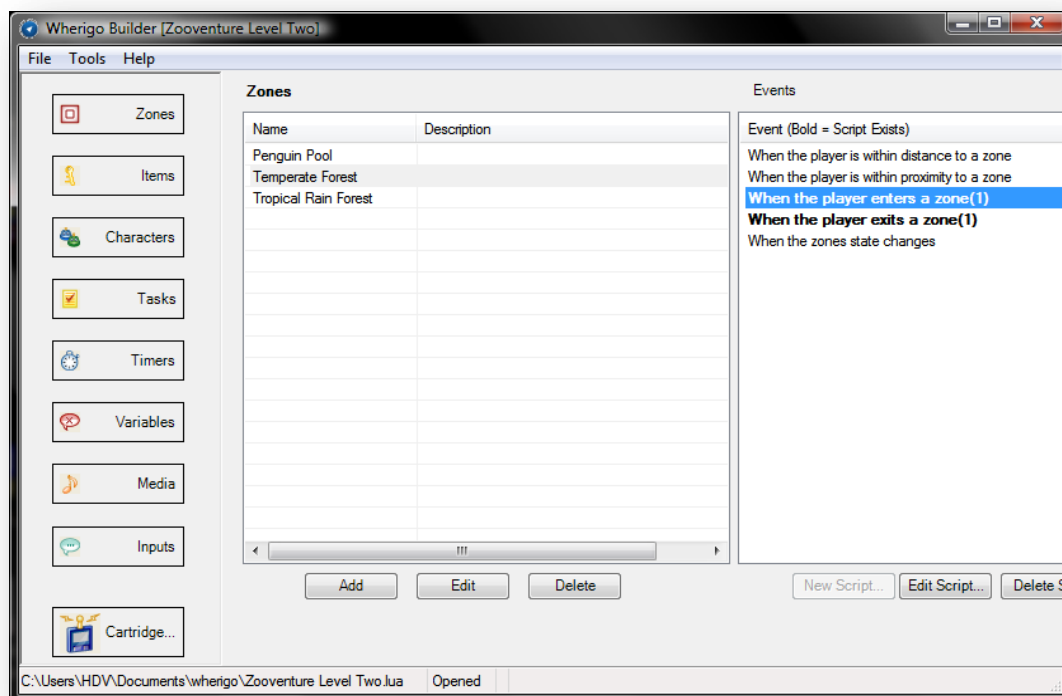 Wherigo Builder [Zooventure Level Two]
File Tools Help
Zones
Items
Characters
Tasks
Timers
Variables
Media
Inputs
Cartridge...
Zones
Name Description
Penguin Pool
Temperate Forest
Tropical Rain Forest
Add Edit Delete
Events
Event (Bold = Script Exists)
When the player is within distance to a zone
When the player is within proximity to a zone
When the player enters a zone(1)
When the player exits a zone(1)
When the zones state changes
New Script... Edit Script... Delete S
C:\Users\HDV\Documents\wherigo\Zooventure Level Two.lua Opened